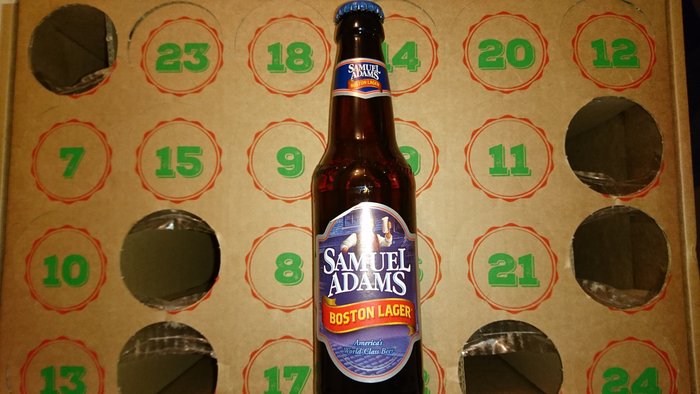 23 18 14 20 12
SAMUEL
ADAMS
BOSTON LAGER
7 15 9 11
10 8 21
SAMUEL
ADAMS
BOSTON LAGER
America's
World Class Beer
13 17 24